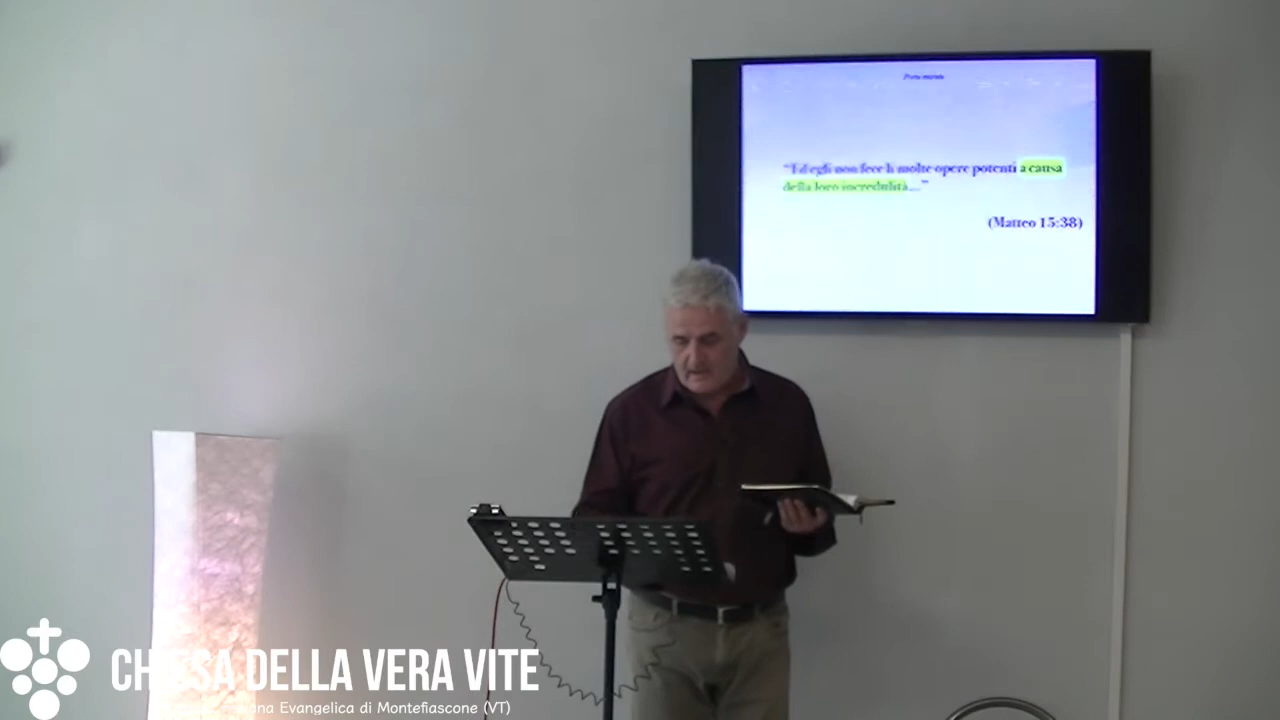 "Ed egli non fece lì molte opere potenti a causa
della loro incredulità..."
(Matteo 13:38)
CHIESA DELLA VERA VITE
Evangelica di Montefiascone (VT)